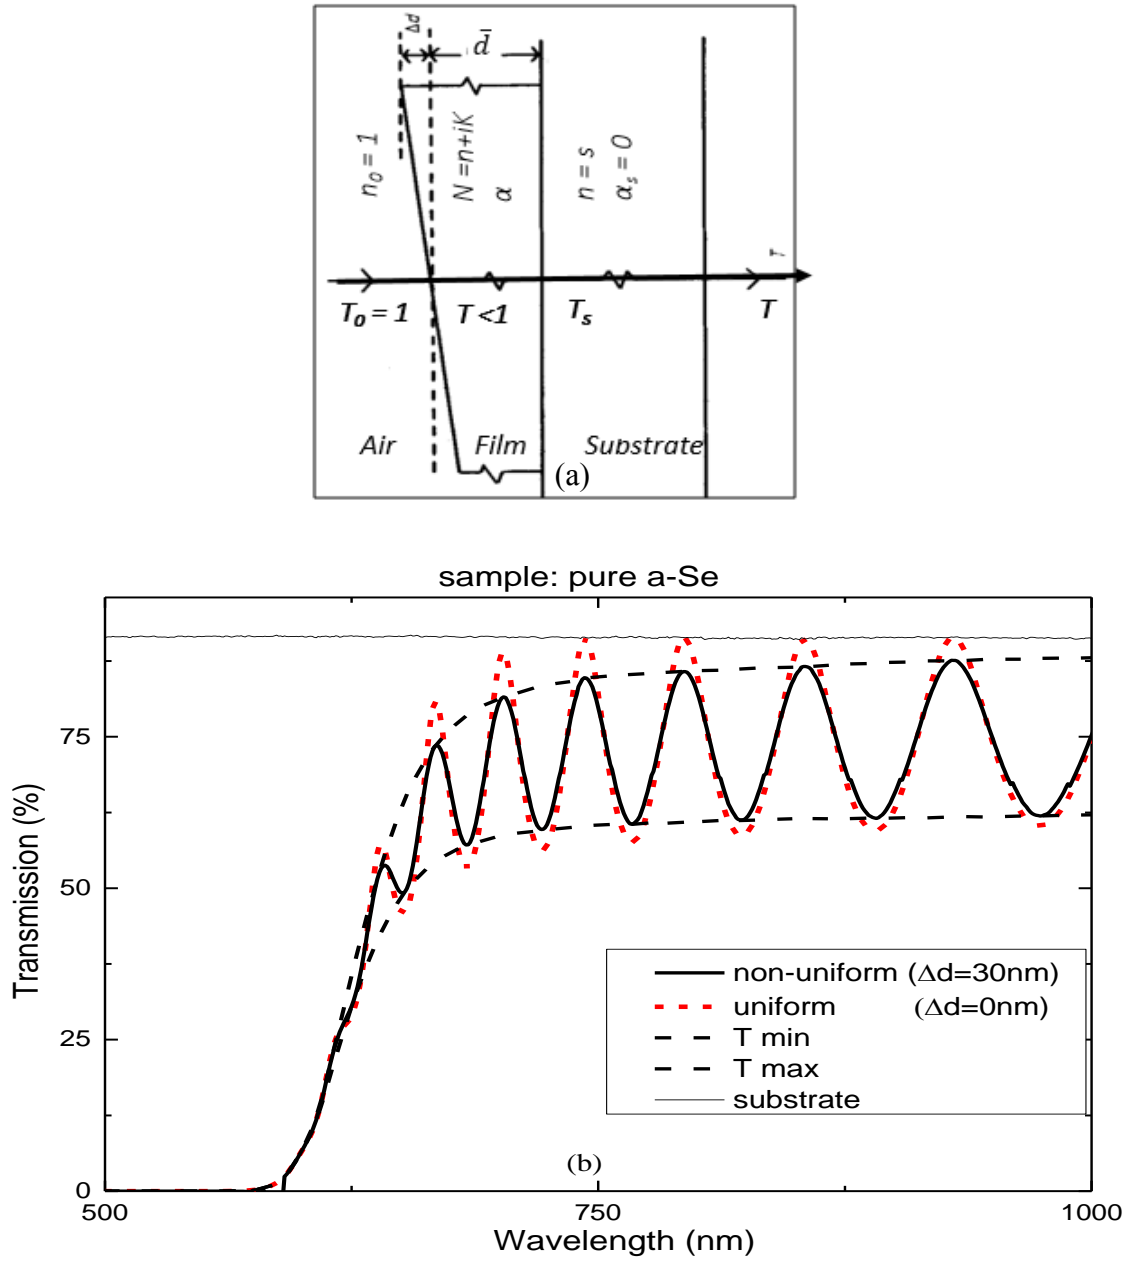 Δd
d̄
n₀ = 1
N = n+iK
α
n = s
αₛ = 0
T
T₀ = 1
T <1
Tₛ
T
Air
Film
Substrate
(a)
sample: pure a-Se
Transmission (%)
75
50
25
0
non-uniform (Δd=30nm)
uniform (Δd=0nm)
T min
T max
substrate
(b)
500
750
1000
Wavelength (nm)